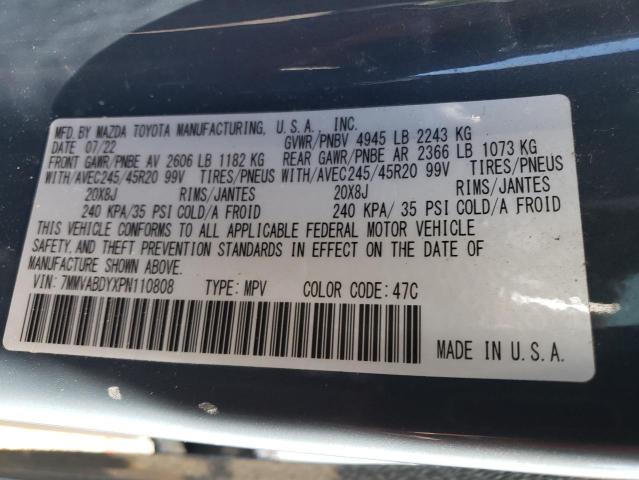 MFD. BY MAZDA TOYOTA MANUFACTURING, U.S.A., INC.
DATE 07/22 GVWR/PNBV 4945 LB 2243 KG
FRONT GAWR/PNBE AV 2606 LB 1182 KG REAR GAWR/PNBE AR 2366 LB 1073 KG
WITH/AVEC245/45R20 99V TIRES/PNEUS WITH/AVEC245/45R20 99V TIRES/PNEUS
20X8J RIMS/JANTES 20X8J RIMS/JANTES
240 KPA/35 PSI COLD/A FROID 240 KPA/ 35 PSI COLD/A FROID
THIS VEHICLE CONFORMS TO ALL APPLICABLE FEDERAL MOTOR VEHICLE
SAFETY, AND THEFT PREVENTION STANDARDS IN EFFECT ON THE DATE OF
MANUFACTURE SHOWN ABOVE.
VIN: 7MMVABDYXPN110808 TYPE: MPV COLOR CODE: 47C
MADE IN U.S.A.